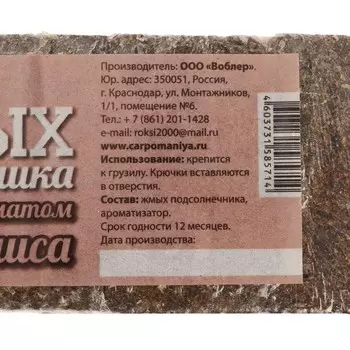 Производитель: ООО «Воблер».
Юр. адрес: 350051, Россия,
г. Краснодар, ул. Монтажников,
1/1, помещение №6.
Тел.: + 7 (861) 201-1428
e-mail: roksi2000@mail.ru
www.carpomaniya.ru
Использование: крепится
к грузилу. Крючки вставляются
в отверстия.
Состав: жмых подсолнечника,
ароматизатор.
Срок годности 12 месяцев.
Дата производства:
ЫХ
шка
матом
иса
4603731585714